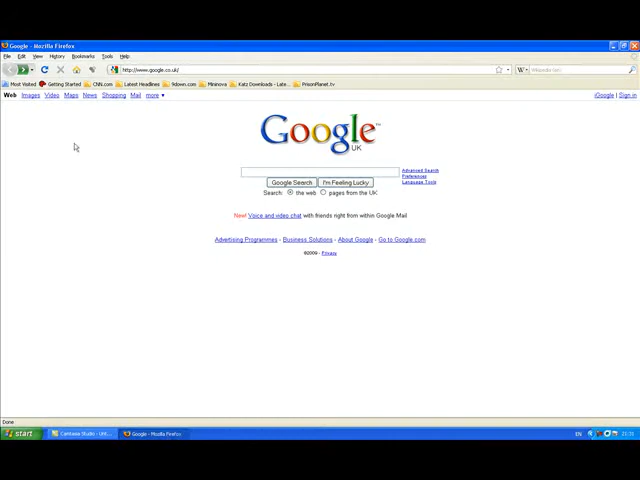 Google - Mozilla Firefox
File Edit View History Bookmarks Tools Help
http://www.google.co.uk/
Most Visited Getting Started CNN.com Latest Headlines 9down.com Mininova Katz Downloads - Late... PrisonPlanet.tv
Web Images Video Maps News Shopping Mail more ▼ iGoogle | Sign in
Google™
UK
Advanced Search
Preferences
Language Tools
Google Search I'm Feeling Lucky
Search: the web pages from the UK
New! Voice and video chat with friends right from within Google Mail
Advertising Programmes - Business Solutions - About Google - Go to Google.com
©2009 - Privacy
Done
start Camtasia Studio - Unt... Google - Mozilla Firefox EN